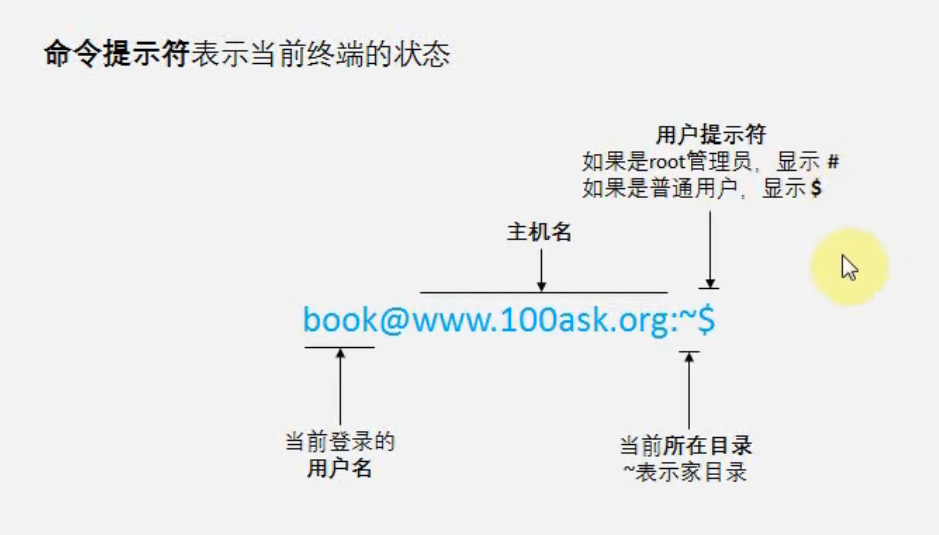 命令提示符表示当前终端的状态
用户提示符
如果是root管理员，显示 #
如果是普通用户，显示 $
主机名
book@www.100ask.org:~$
当前登录的
用户名
当前所在目录
~表示家目录